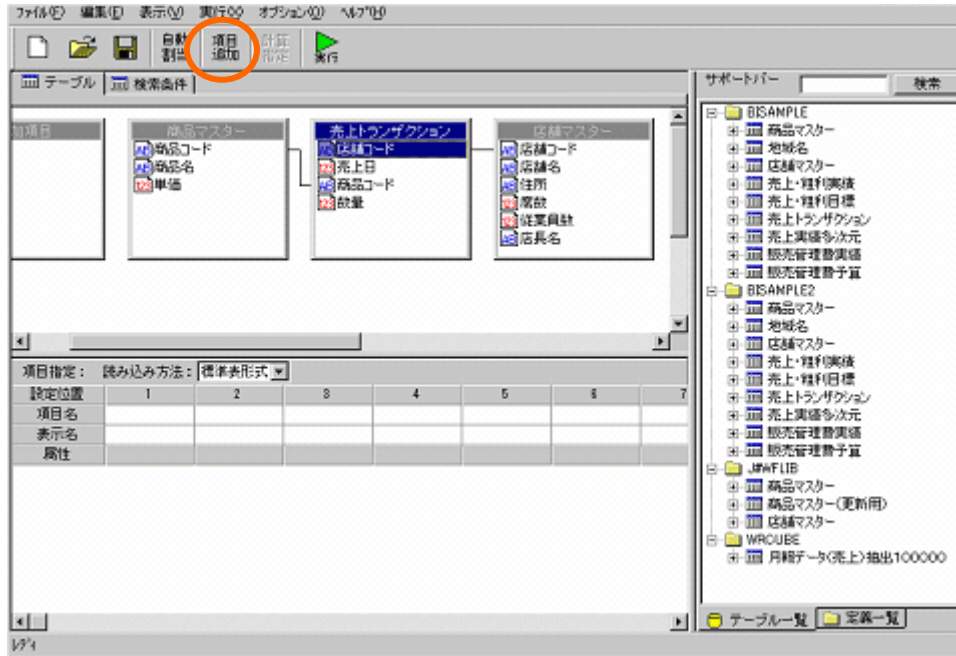 ファイル(F) 編集(E) 表示(V) 実行(X) オプション(O) ヘルプ(H)
自動割当 項目追加 計算指定 実行
テーブル 検索条件
サポートバー 検索
加項目
商品マスター
商品コード
商品名
単価
売上トランザクション
店舗コード
売上日
商品コード
数量
店舗マスター
店舗コード
店舗名
住所
席数
従業員数
店長名
項目指定: 読み込み方法: 標準表形式
設定位置 1 2 3 4 5 6 7
項目名
表示名
属性
BISAMPLE
商品マスター
地域名
店舗マスター
売上・粗利実績
売上・粗利目標
売上トランザクション
売上実績多次元
販売管理費実績
販売管理費予算
BISAMPLE2
商品マスター
地域名
店舗マスター
売上・粗利実績
売上・粗利目標
売上トランザクション
売上実績多次元
販売管理費実績
販売管理費予算
J#WFLIB
商品マスター
商品マスター(更新用)
店舗マスター
WRCUBE
月報データ(売上)抽出100000
テーブル一覧 定義一覧
レディ